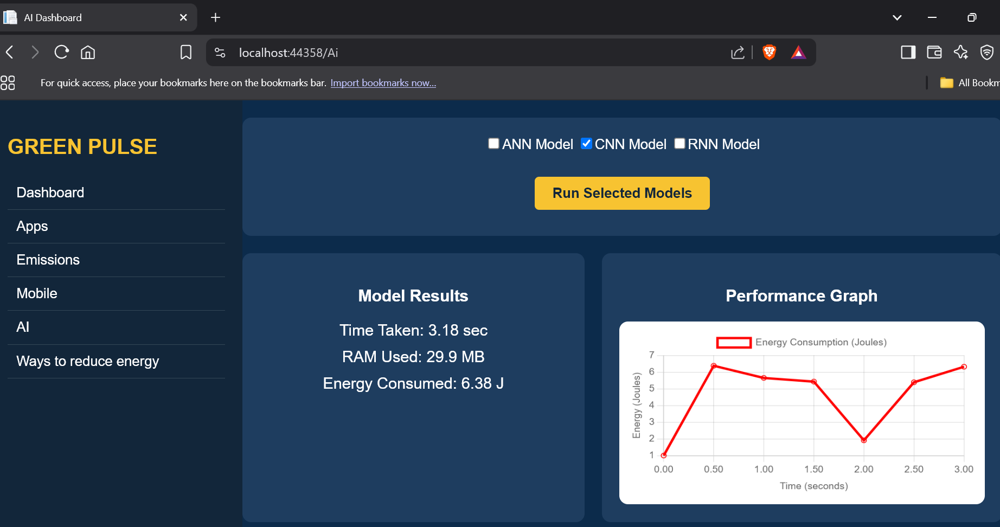 AI Dashboard
localhost:44358/Ai
For quick access, place your bookmarks here on the bookmarks bar. Import bookmarks now...
All Bookm
GREEN PULSE
Dashboard
Apps
Emissions
Mobile
AI
Ways to reduce energy
ANN Model CNN Model RNN Model
Run Selected Models
Model Results
Time Taken: 3.18 sec
RAM Used: 29.9 MB
Energy Consumed: 6.38 J
Performance Graph
Energy Consumption (Joules)
Energy (Joules)
7
6
5
4
3
2
1
0.00 0.50 1.00 1.50 2.00 2.50 3.00
Time (seconds)